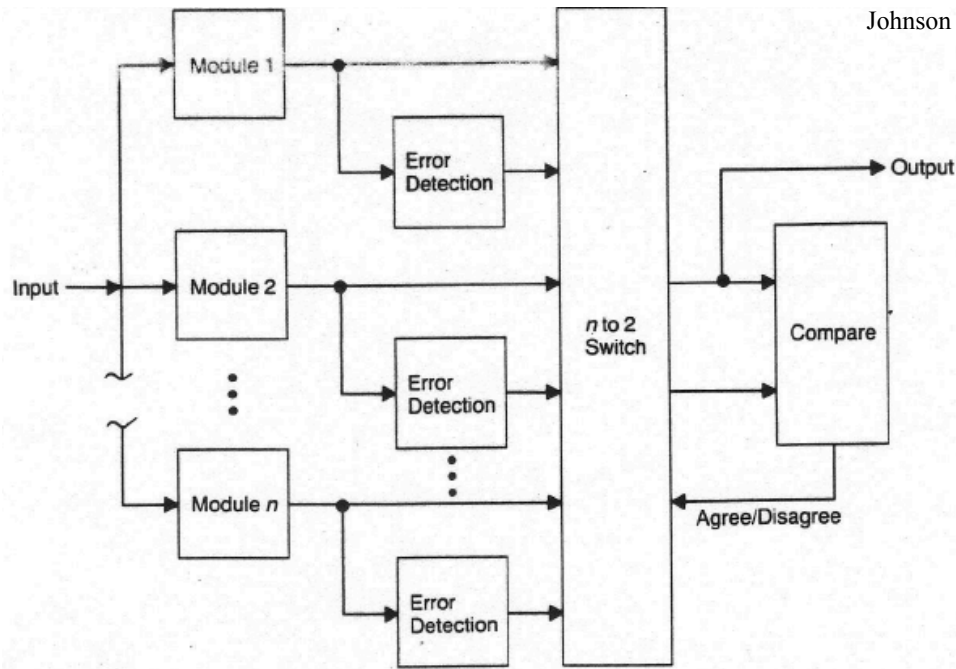 Johnson
Module 1
Error
Detection
Output
Input
Module 2
n to 2
Switch
Compare
Error
Detection
Module n
Agree/Disagree
Error
Detection